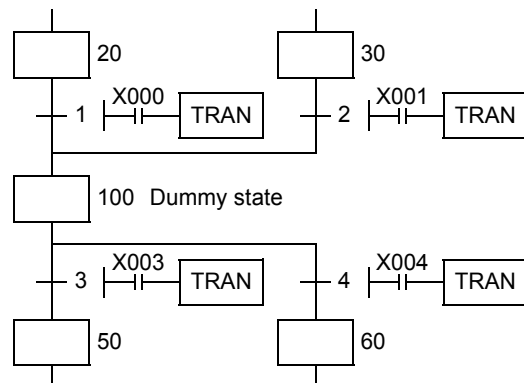 20 30
X000 X001
1 TRAN 2 TRAN
100 Dummy state
X003 X004
3 TRAN 4 TRAN
50 60